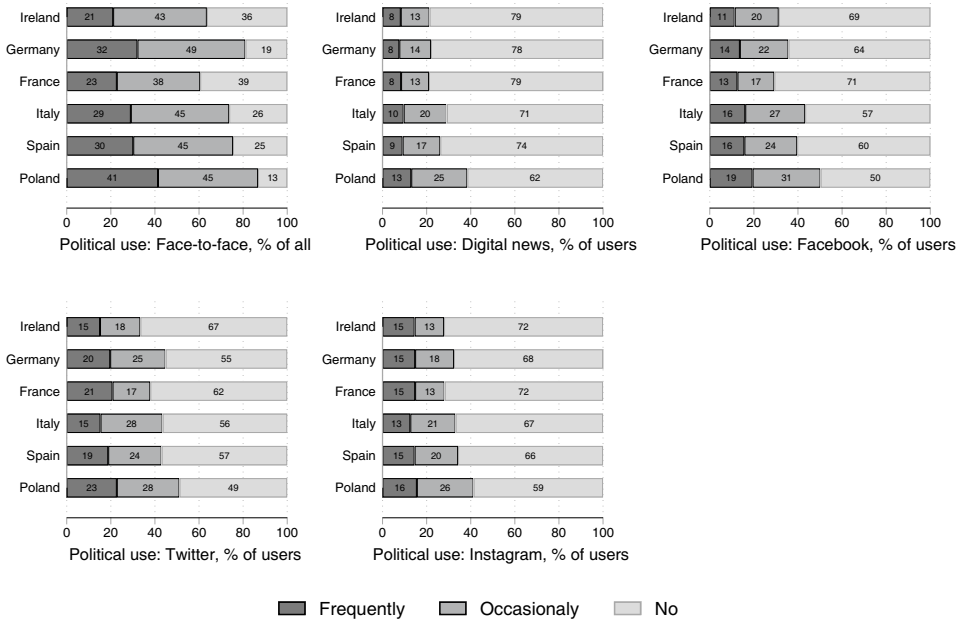 Ireland 21 43 36
Germany 32 49 19
France 23 38 39
Italy 29 45 26
Spain 30 45 25
Poland 41 45 13
0 20 40 60 80 100
Political use: Face-to-face, % of all
Ireland 8 13 79
Germany 8 14 78
France 8 13 79
Italy 10 20 71
Spain 9 17 74
Poland 13 25 62
0 20 40 60 80 100
Political use: Digital news, % of users
Ireland 11 20 69
Germany 14 22 64
France 13 17 71
Italy 16 27 57
Spain 16 24 60
Poland 19 31 50
0 20 40 60 80 100
Political use: Facebook, % of users
Ireland 15 18 67
Germany 20 25 55
France 21 17 62
Italy 15 28 56
Spain 19 24 57
Poland 23 28 49
0 20 40 60 80 100
Political use: Twitter, % of users
Ireland 15 13 72
Germany 15 18 68
France 15 13 72
Italy 13 21 67
Spain 15 20 66
Poland 16 26 59
0 20 40 60 80 100
Political use: Instagram, % of users
Frequently Occasionaly No